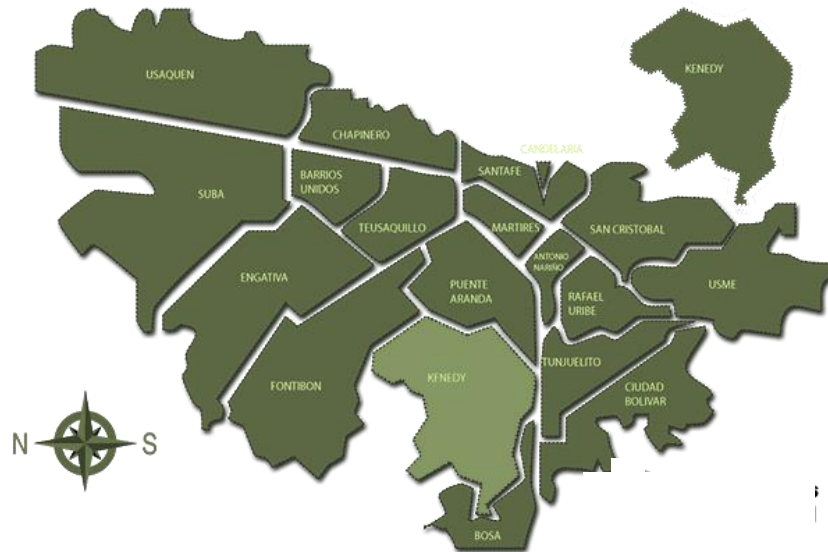 USAQUEN
KENEDY
CHAPINERO
CANDELARIA
SANTAFE
BARRIOS
UNIDOS
SUBA
TEUSAQUILLO
MARTIRES
SAN CRISTOBAL
ANTONIO
NARIÑO
ENGATIVA
PUENTE
ARANDA
RAFAEL
URIBE
USME
TUNJUELITO
FONTIBON
KENEDY
CIUDAD
BOLIVAR
N
S
BOSA